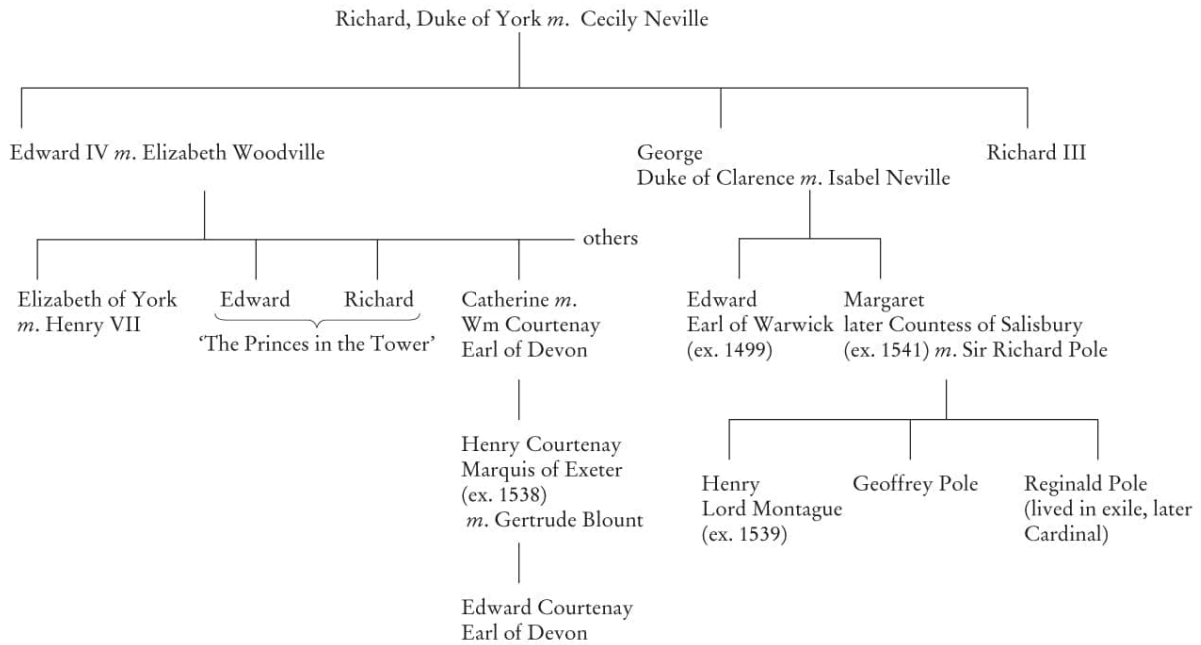 Richard, Duke of York m. Cecily Neville
Edward IV m. Elizabeth Woodville
George
Duke of Clarence m. Isabel Neville
Richard III
others
Elizabeth of York
m. Henry VII
Edward
Richard
‘The Princes in the Tower’
Catherine m.
Wm Courtenay
Earl of Devon
Edward
Earl of Warwick
(ex. 1499)
Margaret
later Countess of Salisbury
(ex. 1541) m. Sir Richard Pole
Henry Courtenay
Marquis of Exeter
(ex. 1538)
m. Gertrude Blount
Henry
Lord Montague
(ex. 1539)
Geoffrey Pole
Reginald Pole
(lived in exile, later
Cardinal)
Edward Courtenay
Earl of Devon